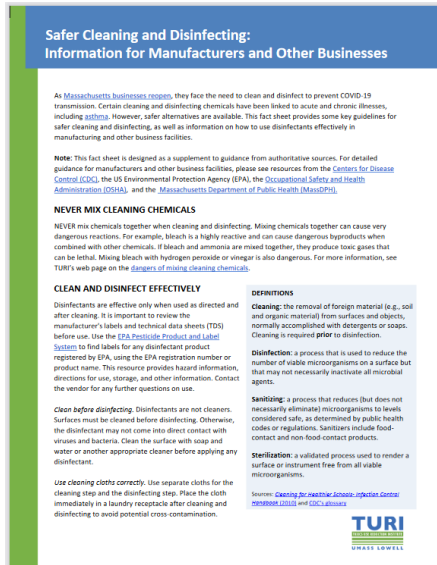 Safer Cleaning and Disinfecting:
Information for Manufacturers and Other Businesses
As Massachusetts businesses reopen, they face the need to clean and disinfect to prevent COVID-19
transmission. Certain cleaning and disinfecting chemicals have been linked to acute and chronic illnesses,
including asthma. However, safer alternatives are available. This fact sheet provides some key guidelines for
safer cleaning and disinfecting, as well as information on how to use disinfectants effectively in
manufacturing and other business facilities.
Note: This fact sheet is designed as a supplement to guidance from authoritative sources. For detailed
guidance for manufacturers and other business facilities, please see resources from the Centers for Disease
Control (CDC), the US Environmental Protection Agency (EPA), the Occupational Safety and Health
Administration (OSHA), and the Massachusetts Department of Public Health (MassDPH).
NEVER MIX CLEANING CHEMICALS
NEVER mix chemicals together when cleaning and disinfecting. Mixing chemicals together can cause very
dangerous reactions. For example, bleach is a highly reactive and can cause dangerous byproducts when
combined with other chemicals. If bleach and ammonia are mixed together, they produce toxic gases that
can be lethal. Mixing bleach with hydrogen peroxide or vinegar is also dangerous. For more information, see
TURI's web page on the dangers of mixing cleaning chemicals.
CLEAN AND DISINFECT EFFECTIVELY
Disinfectants are effective only when used as directed and
after cleaning. It is important to review the
manufacturer's labels and technical data sheets (TDS)
before use. Use the EPA Pesticide Product and Label
System to find labels for any disinfectant product
registered by EPA, using the EPA registration number or
product name. This resource provides hazard information,
directions for use, storage, and other information. Contact
the vendor for any further questions on use.
Clean before disinfecting. Disinfectants are not cleaners.
Surfaces must be cleaned before disinfecting. Otherwise,
the disinfectant may not come into direct contact with
viruses and bacteria. Clean the surface with soap and
water or another appropriate cleaner before applying any
disinfectant.
Use cleaning cloths correctly. Use separate cloths for the
cleaning step and the disinfecting step. Place the cloth
immediately in a laundry receptacle after cleaning and
disinfecting to avoid potential cross-contamination.
DEFINITIONS
Cleaning: the removal of foreign material (e.g., soil
and organic material) from surfaces and objects,
normally accomplished with detergents or soaps.
Cleaning is required prior to disinfection.
Disinfection: a process that is used to reduce the
number of viable microorganisms on a surface but
that may not necessarily inactivate all microbial
agents.
Sanitizing: a process that reduces (but does not
necessarily eliminate) microorganisms to levels
considered safe, as determined by public health
codes or regulations. Sanitizers include food-
contact and non-food-contact products.
Sterilization: a validated process used to render a
surface or instrument free from all viable
microorganisms.
Sources: Cleaning for Healthier Schools- Infection Control
Handbook (2010) and CDC's glossary
TURI
UMASS LOWELL